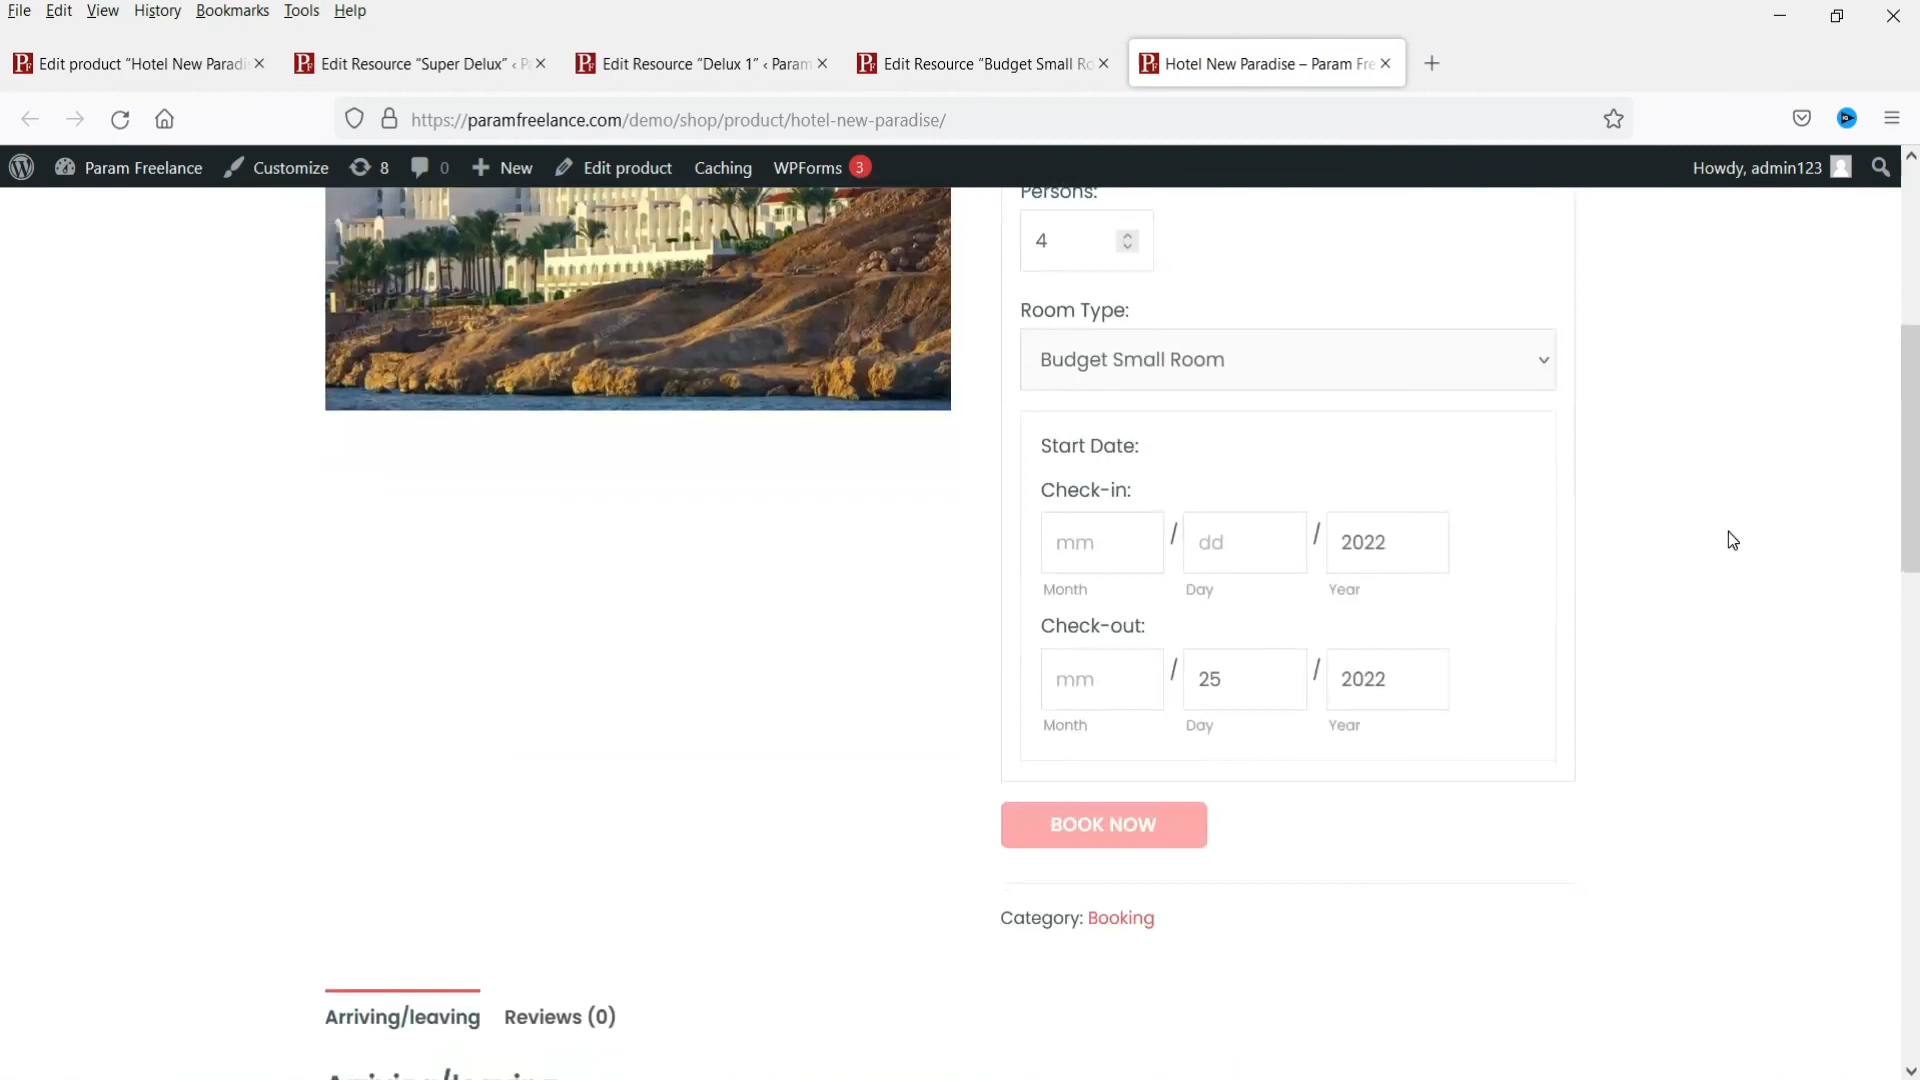 File Edit View History Bookmarks Tools Help
Edit product “Hotel New Paradi
Edit Resource “Super Delux” ‹ P
Edit Resource “Delux 1” ‹ Param
Edit Resource “Budget Small Ro
Hotel New Paradise – Param Fre
https://paramfreelance.com/demo/shop/product/hotel-new-paradise/
Param Freelance Customize 8 0 New Edit product Caching WPForms 3 Howdy, admin123
Persons:
4
Room Type:
Budget Small Room
Start Date:
Check-in:
mm / dd / 2022
Month Day Year
Check-out:
mm / 25 / 2022
Month Day Year
BOOK NOW
Category: Booking
Arriving/leaving Reviews (0)
Arriving/leaving